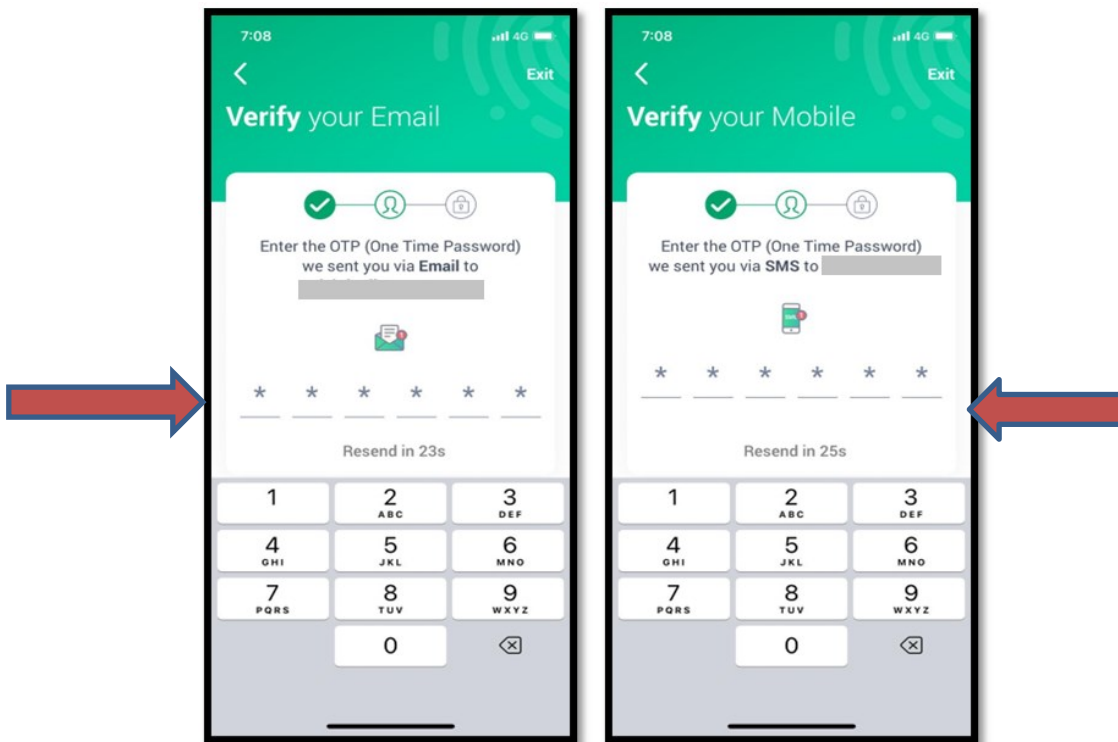 7:08
4G
Exit
Verify your Email
Enter the OTP (One Time Password)
we sent you via Email to
* * * * * *
Resend in 23s
1 2 3
ABC DEF
4 5 6
GHI JKL MNO
7 8 9
PQRS TUV WXYZ
0
7:08
4G
Exit
Verify your Mobile
Enter the OTP (One Time Password)
we sent you via SMS to
* * * * * *
Resend in 25s
1 2 3
ABC DEF
4 5 6
GHI JKL MNO
7 8 9
PQRS TUV WXYZ
0